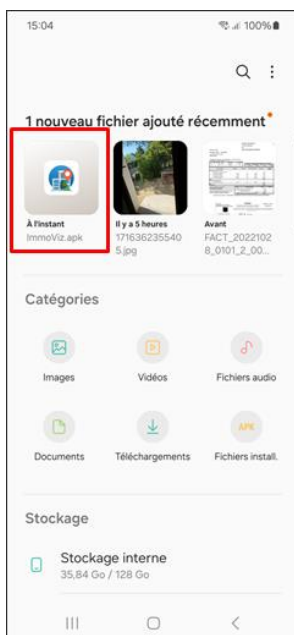 15:04
100%
1 nouveau fichier ajouté récemment
À l'instant
ImmoViz.apk
Il y a 5 heures
171636235540
5.jpg
Avant
FACT_2022102
8_0101_2_00...
Catégories
Images
Vidéos
Fichiers audio
Documents
Téléchargements
APK
Fichiers install.
Stockage
Stockage interne
35,84 Go / 128 Go